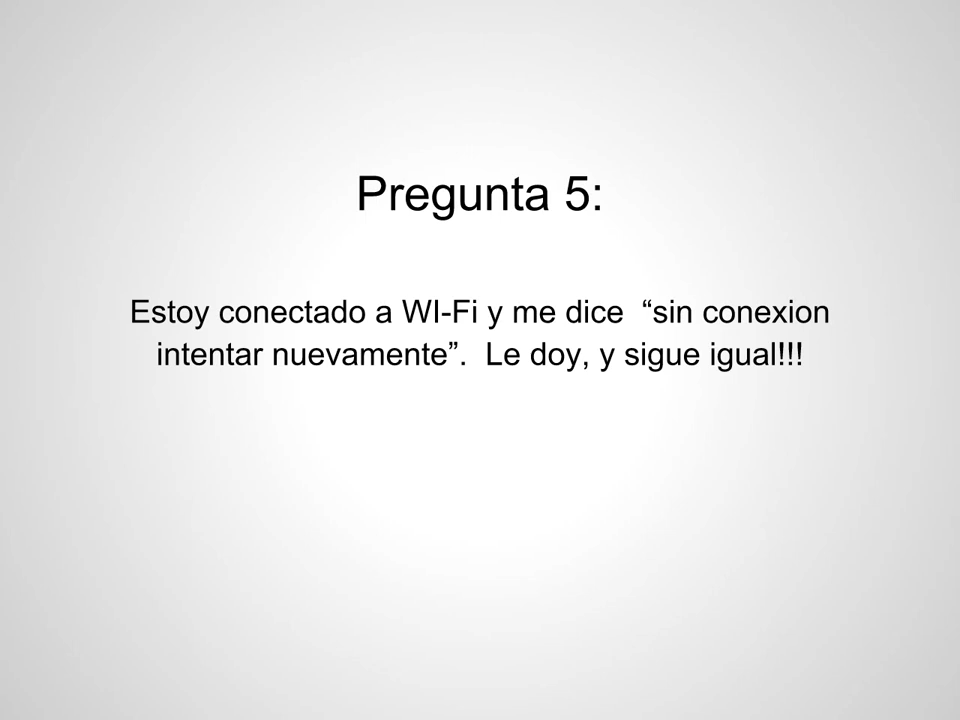 Pregunta 5:
Estoy conectado a WI-Fi y me dice  “sin conexion
intentar nuevamente”.  Le doy, y sigue igual!!!